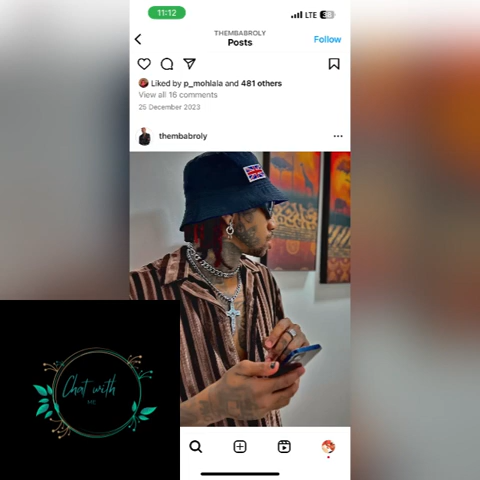 11:12
LTE
THEMBABROLY
Posts
Follow
Liked by p_mohlala and 481 others
View all 16 comments
25 December 2023
thembabroly
Chat with
ME